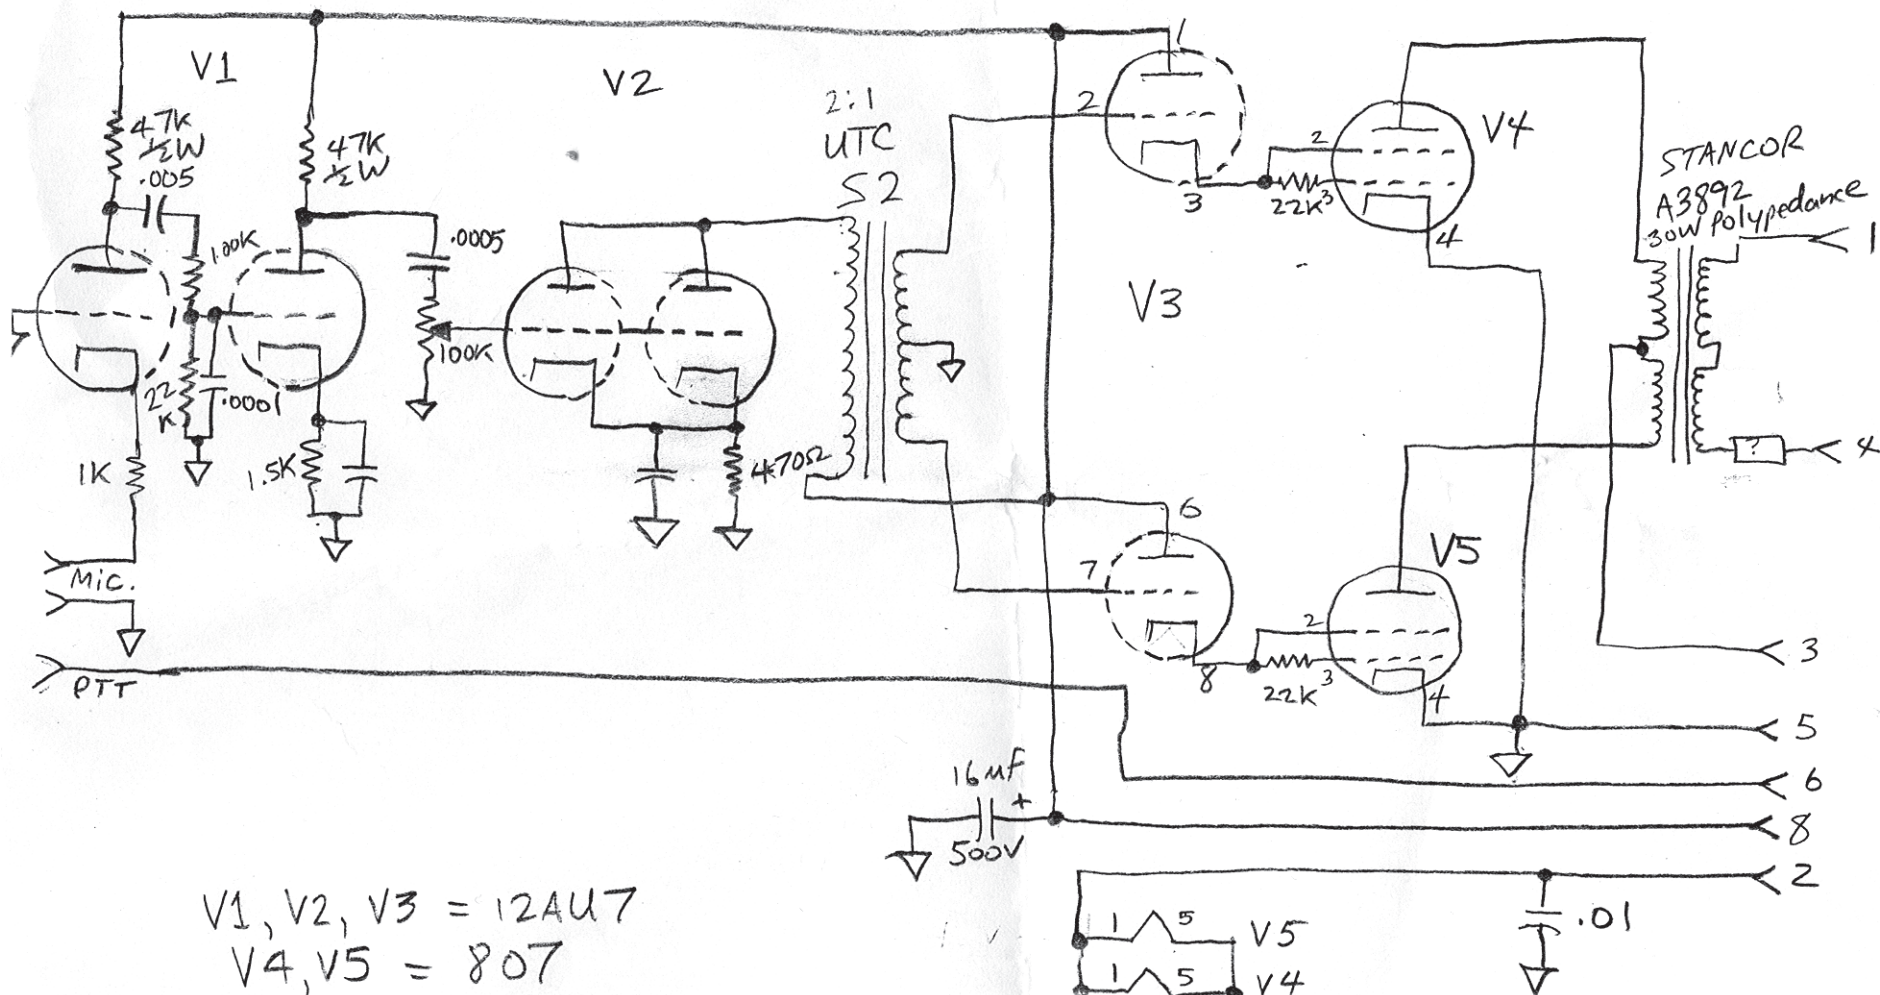 V1
V2
2:1
UTC
S2
47K
½W
.005
47K
½W
100K
.0005
100K
22
K
.0001
1K
1.5K
470Ω
MIC.
PTT
1
2
3
22K
2
3
4
V4
V3
STANCOR
A3892
30W Polypedance
1
?
4
6
7
8
22K
2
3
4
V5
3
5
6
8
2
16 µf
+
500V
.01
1 5 V5
1 5 V4
V1, V2, V3 = 12AU7
V4, V5 = 807